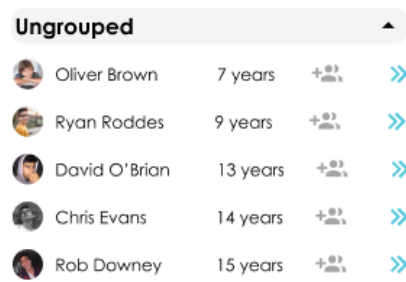 Ungrouped
Oliver Brown 7 years
Ryan Roddes 9 years
David O’Brian 13 years
Chris Evans 14 years
Rob Downey 15 years